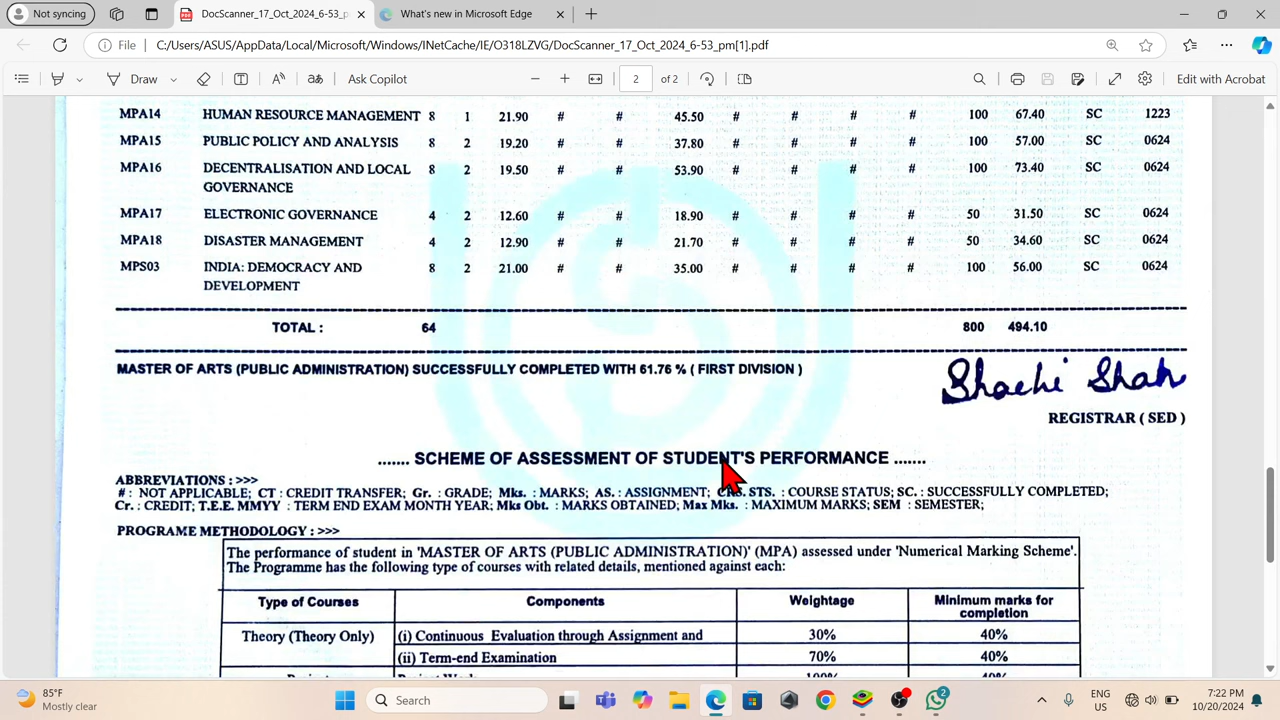 Not syncing
DocScanner_17_Oct_2024_6-53_p
What's new in Microsoft Edge
File
C:/Users/ASUS/AppData/Local/Microsoft/Windows/INetCache/IE/O318LZVG/DocScanner_17_Oct_2024_6-53_pm[1].pdf
Draw
Ask Copilot
2 of 2
Edit with Acrobat
MPA14 HUMAN RESOURCE MANAGEMENT 8 1 21.90 # # 45.50 # # # # 100 67.40 SC 1223
MPA15 PUBLIC POLICY AND ANALYSIS 8 2 19.20 # # 37.80 # # # # 100 57.00 SC 0624
MPA16 DECENTRALISATION AND LOCAL 8 2 19.50 # # 53.90 # # # # 100 73.40 SC 0624
GOVERNANCE
MPA17 ELECTRONIC GOVERNANCE 4 2 12.60 # # 18.90 # # # # 50 31.50 SC 0624
MPA18 DISASTER MANAGEMENT 4 2 12.90 # # 21.70 # # # # 50 34.60 SC 0624
MPS03 INDIA: DEMOCRACY AND 8 2 21.00 # # 35.00 # # # # 100 56.00 SC 0624
DEVELOPMENT
TOTAL : 64 800 494.10
MASTER OF ARTS (PUBLIC ADMINISTRATION) SUCCESSFULLY COMPLETED WITH 61.76 % ( FIRST DIVISION )
Shachi Shah
REGISTRAR ( SED )
....... SCHEME OF ASSESSMENT OF STUDENT'S PERFORMANCE .......
ABBREVIATIONS : >>>
# : NOT APPLICABLE; CT : CREDIT TRANSFER; Gr. : GRADE; Mks. : MARKS; AS. : ASSIGNMENT; CRS. STS. : COURSE STATUS; SC. : SUCCESSFULLY COMPLETED;
Cr. : CREDIT; T.E.E. MMYY : TERM END EXAM MONTH YEAR; Mks Obt. : MARKS OBTAINED; Max Mks. : MAXIMUM MARKS; SEM : SEMESTER;
PROGRAME METHODOLOGY: >>>
The performance of student in 'MASTER OF ARTS (PUBLIC ADMINISTRATION)' (MPA) assessed under 'Numerical Marking Scheme'.
The Programme has the following type of courses with related details, mentioned against each:
Type of Courses Components Weightage Minimum marks for
completion
Theory (Theory Only) (i) Continuous Evaluation through Assignment and 30% 40%
(ii) Term-end Examination 70% 40%
Project Project Work 100% 40%
85°F
Mostly clear
Search
2
ENG
US
7:22 PM
10/20/2024